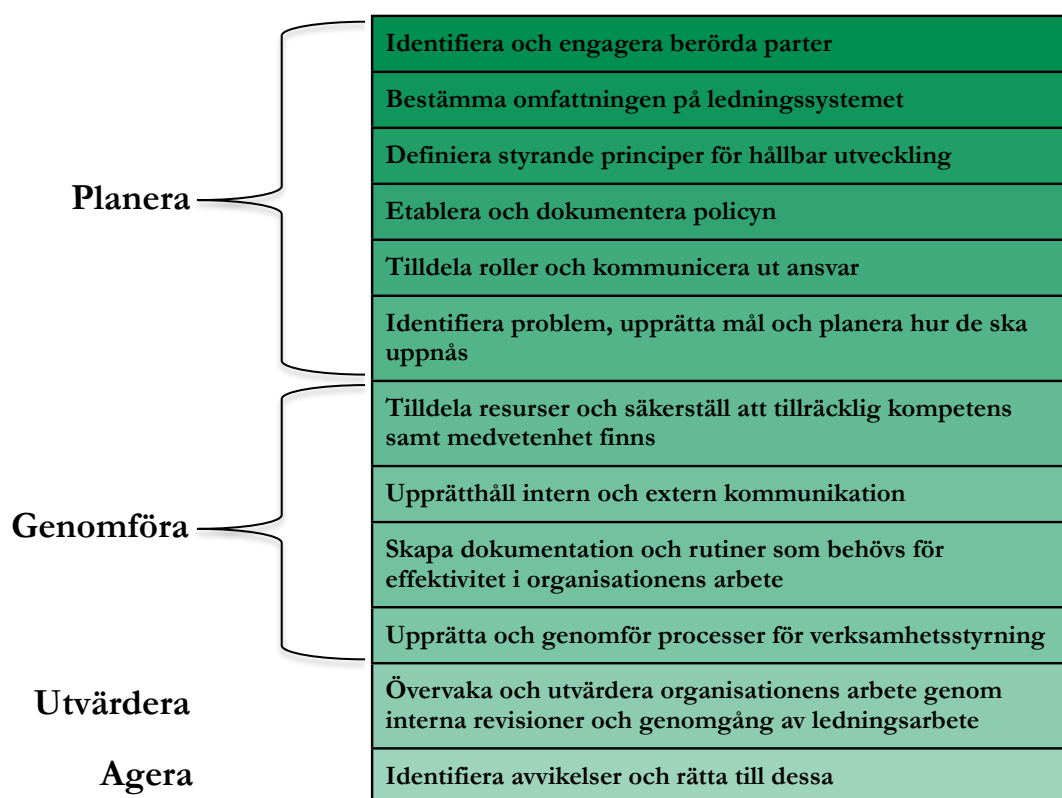 Planera
Identifiera och engagera berörda parter
Bestämma omfattningen på ledningssystemet
Definiera styrande principer för hållbar utveckling
Etablera och dokumentera policyn
Tilldela roller och kommunicera ut ansvar
Identifiera problem, upprätta mål och planera hur de ska
uppnås
Genomföra
Tilldela resurser och säkerställ att tillräcklig kompetens
samt medvetenhet finns
Upprätthåll intern och extern kommunikation
Skapa dokumentation och rutiner som behövs för
effektivitet i organisationens arbete
Upprätta och genomför processer för verksamhetsstyrning
Utvärdera
Övervaka och utvärdera organisationens arbete genom
interna revisioner och genomgång av ledningsarbete
Agera
Identifiera avvikelser och rätta till dessa